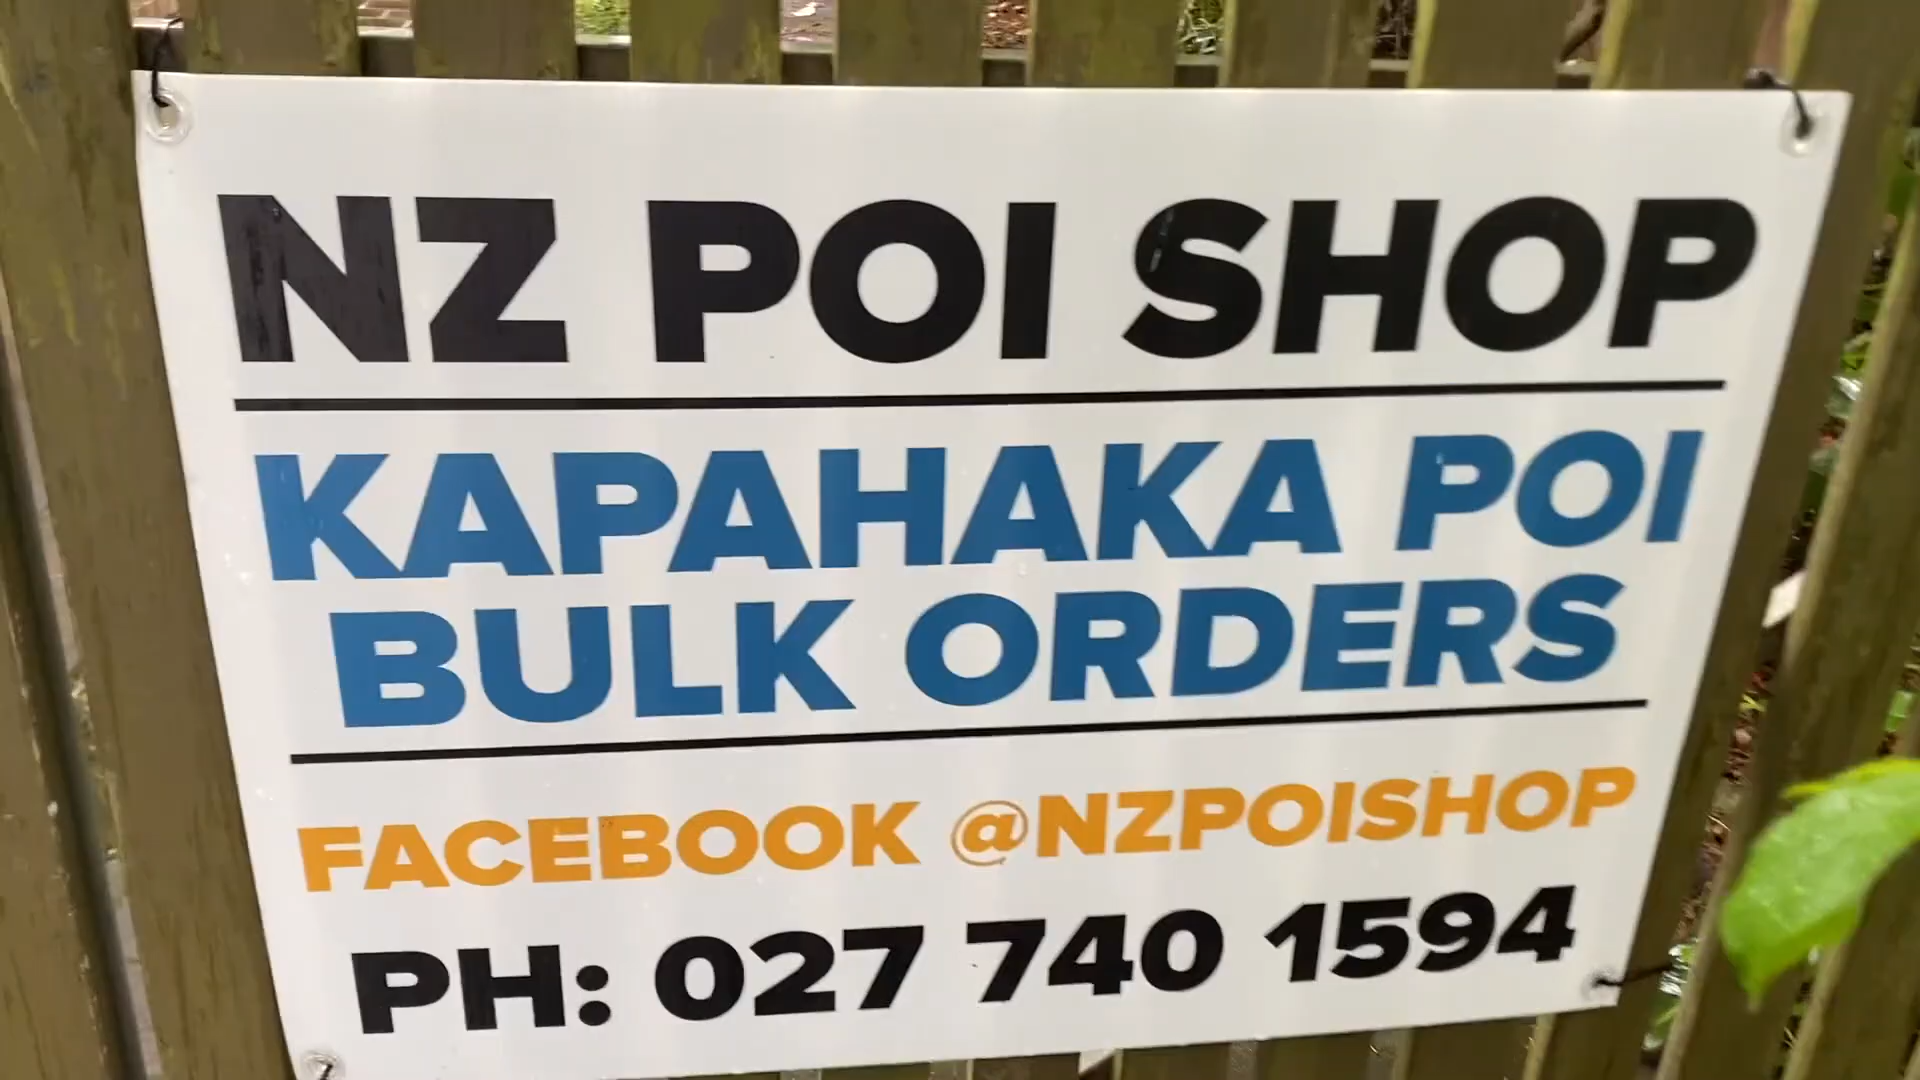 NZ POI SHOP
KAPAHAKA POI
BULK ORDERS
FACEBOOK @NZPOISHOP
PH: 027 740 1594